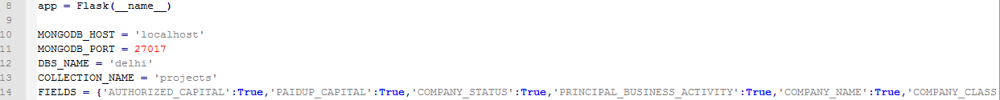 8 app = Flask(__name__)
9
10 MONGODB_HOST = 'localhost'
11 MONGODB_PORT = 27017
12 DBS_NAME = 'delhi'
13 COLLECTION_NAME = 'projects'
14 FIELDS = {'AUTHORIZED_CAPITAL':True,'PAIDUP_CAPITAL':True,'COMPANY_STATUS':True,'PRINCIPAL_BUSINESS_ACTIVITY':True,'COMPANY_NAME':True,'COMPANY_CLASS